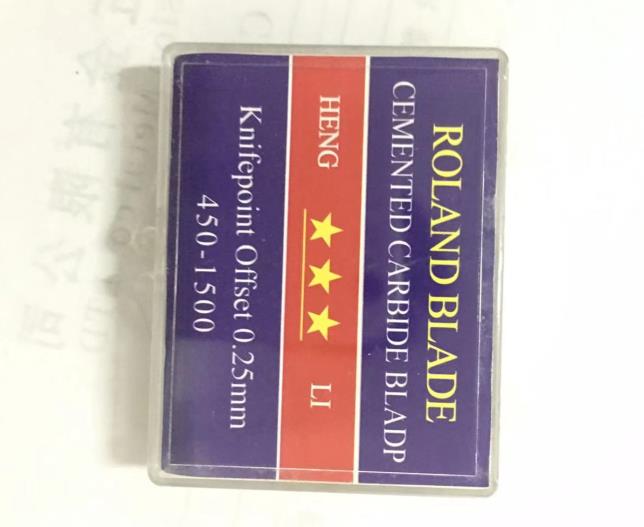 ROLAND BLADE
CEMENTED CARBIDE BLADP
HENG ★★★ LI
Knifepoint Offset 0.25mm
450-1500